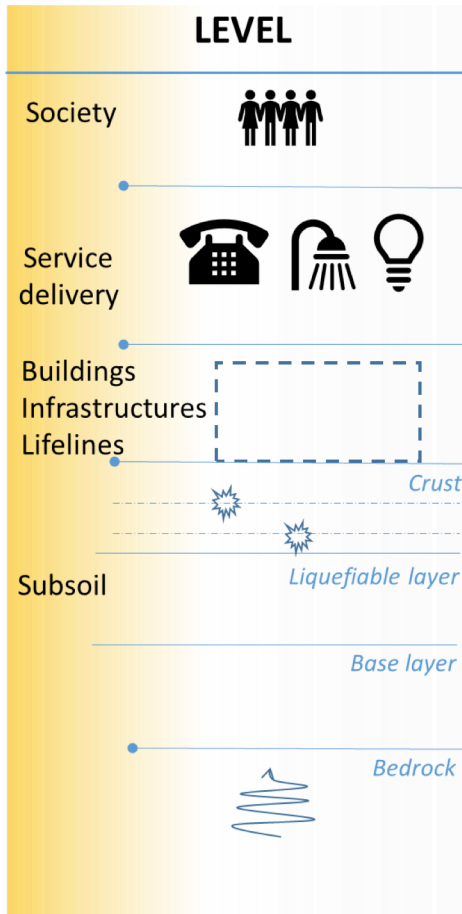 LEVEL
Society
Service
delivery
Buildings
Infrastructures
Lifelines
Crust
Liquefiable layer
Subsoil
Base layer
Bedrock